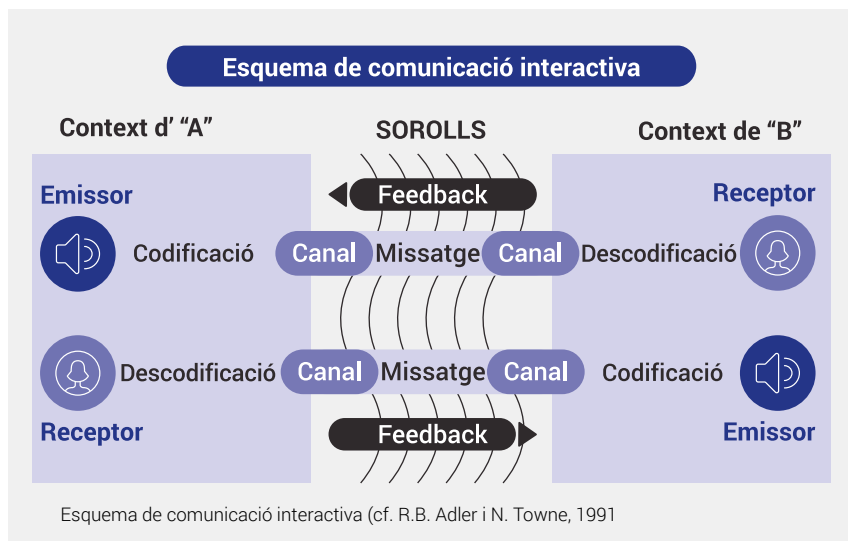 Esquema de comunicació interactiva
Context d' “A”
SOROLLS
Context de “B”
Feedback
Emissor
Receptor
Codificació
Canal
Missatge
Canal
Descodificació
Descodificació
Canal
Missatge
Canal
Codificació
Receptor
Feedback
Emissor
Esquema de comunicació interactiva (cf. R.B. Adler i N. Towne, 1991